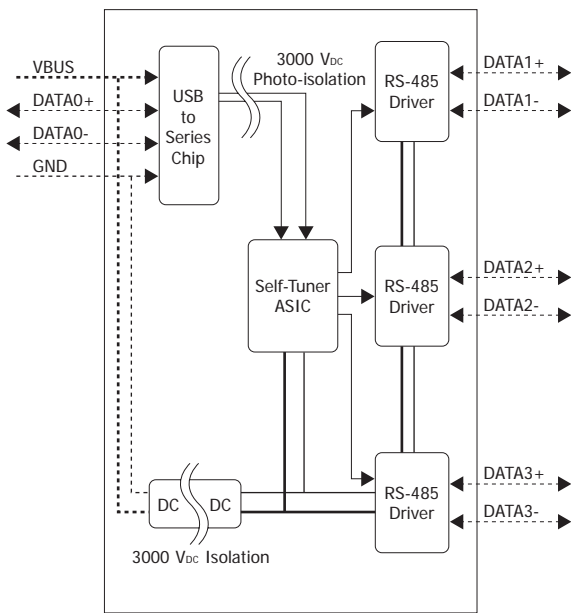 VBUS
DATA0+
DATA0-
GND
USB
to
Series
Chip
3000 VDC
Photo-isolation
RS-485
Driver
DATA1+
DATA1-
Self-Tuner
ASIC
RS-485
Driver
DATA2+
DATA2-
DC DC
3000 VDC Isolation
RS-485
Driver
DATA3+
DATA3-